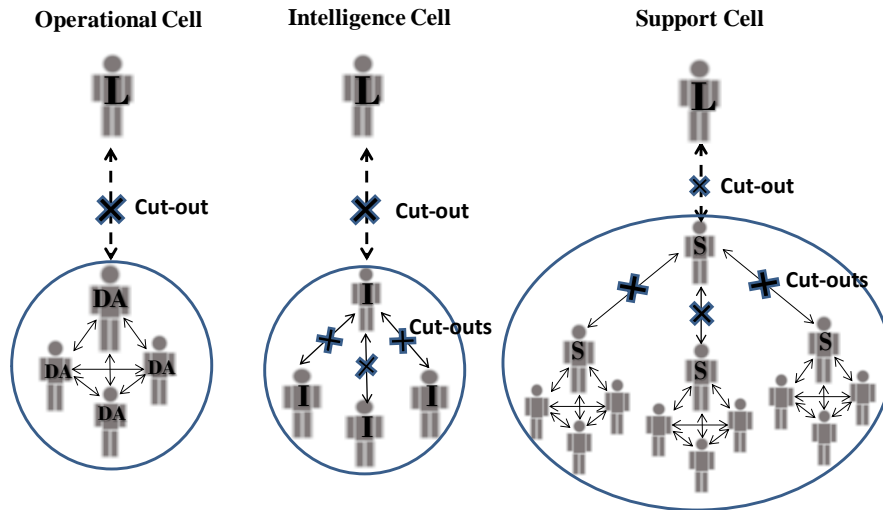 Operational Cell
Intelligence Cell
Support Cell
L
L
L
Cut-out
Cut-out
Cut-out
S
DA
I
Cut-outs
Cut-outs
DA
DA
S
S
S
DA
I
I
I